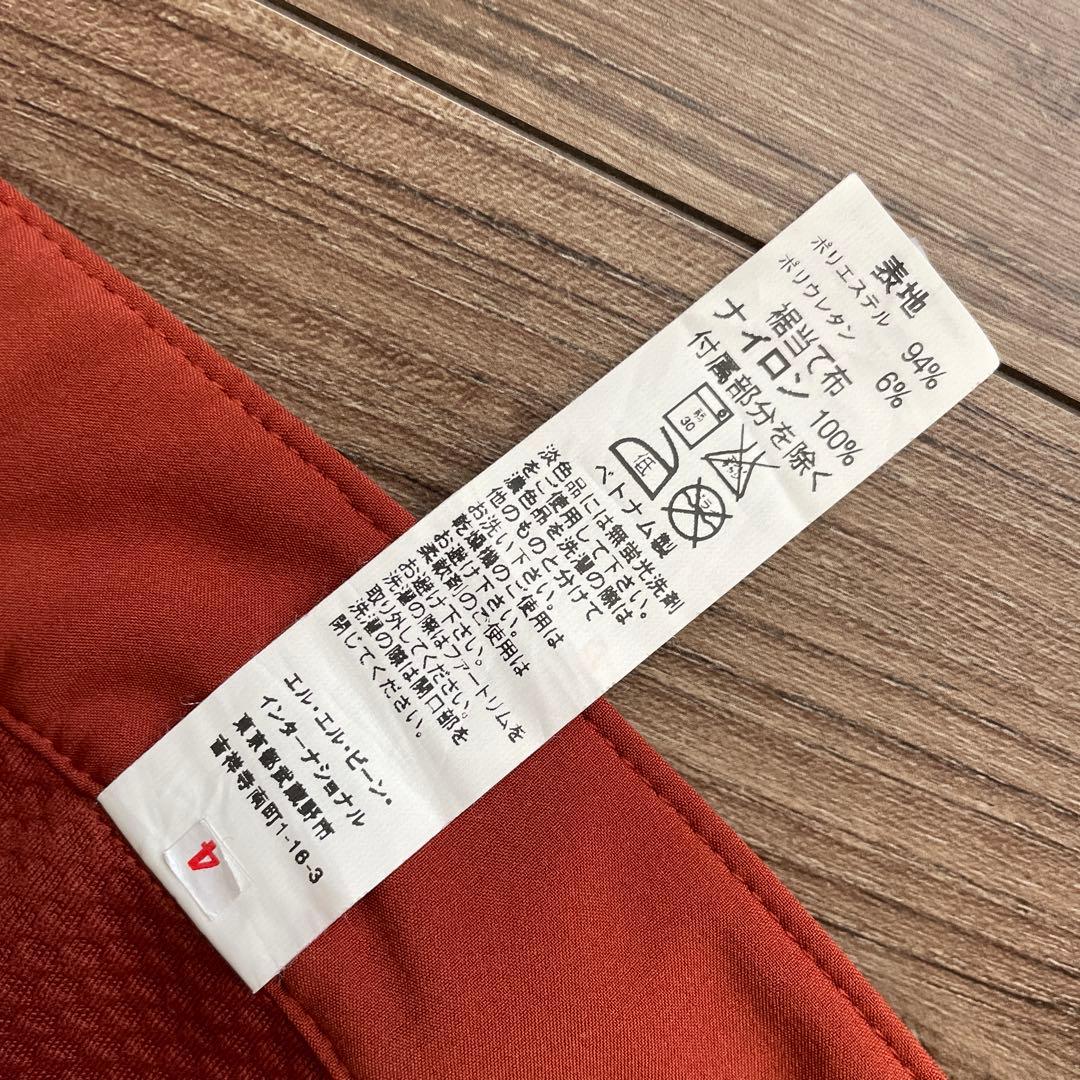 表地
ポリエステル 94%
ポリウレタン 6%
裾当て布
ナイロン 100%
付属部分を除く
弱
30
低
ベトナム製
淡色品には無蛍光洗剤
をご使用して下さい。
濃色品を洗濯の際は
他のものと分けて
お洗い下さい。
乾燥機のご使用は
お避け下さい。
柔軟剤のご使用は
お避け下さい。
洗濯の際はファートリムを
取り外してください。
洗濯の際は開口部を
閉じてください。
エル・エル・ビーン・
インターナショナル
東京都武蔵野市
吉祥寺南町1-16-3
4